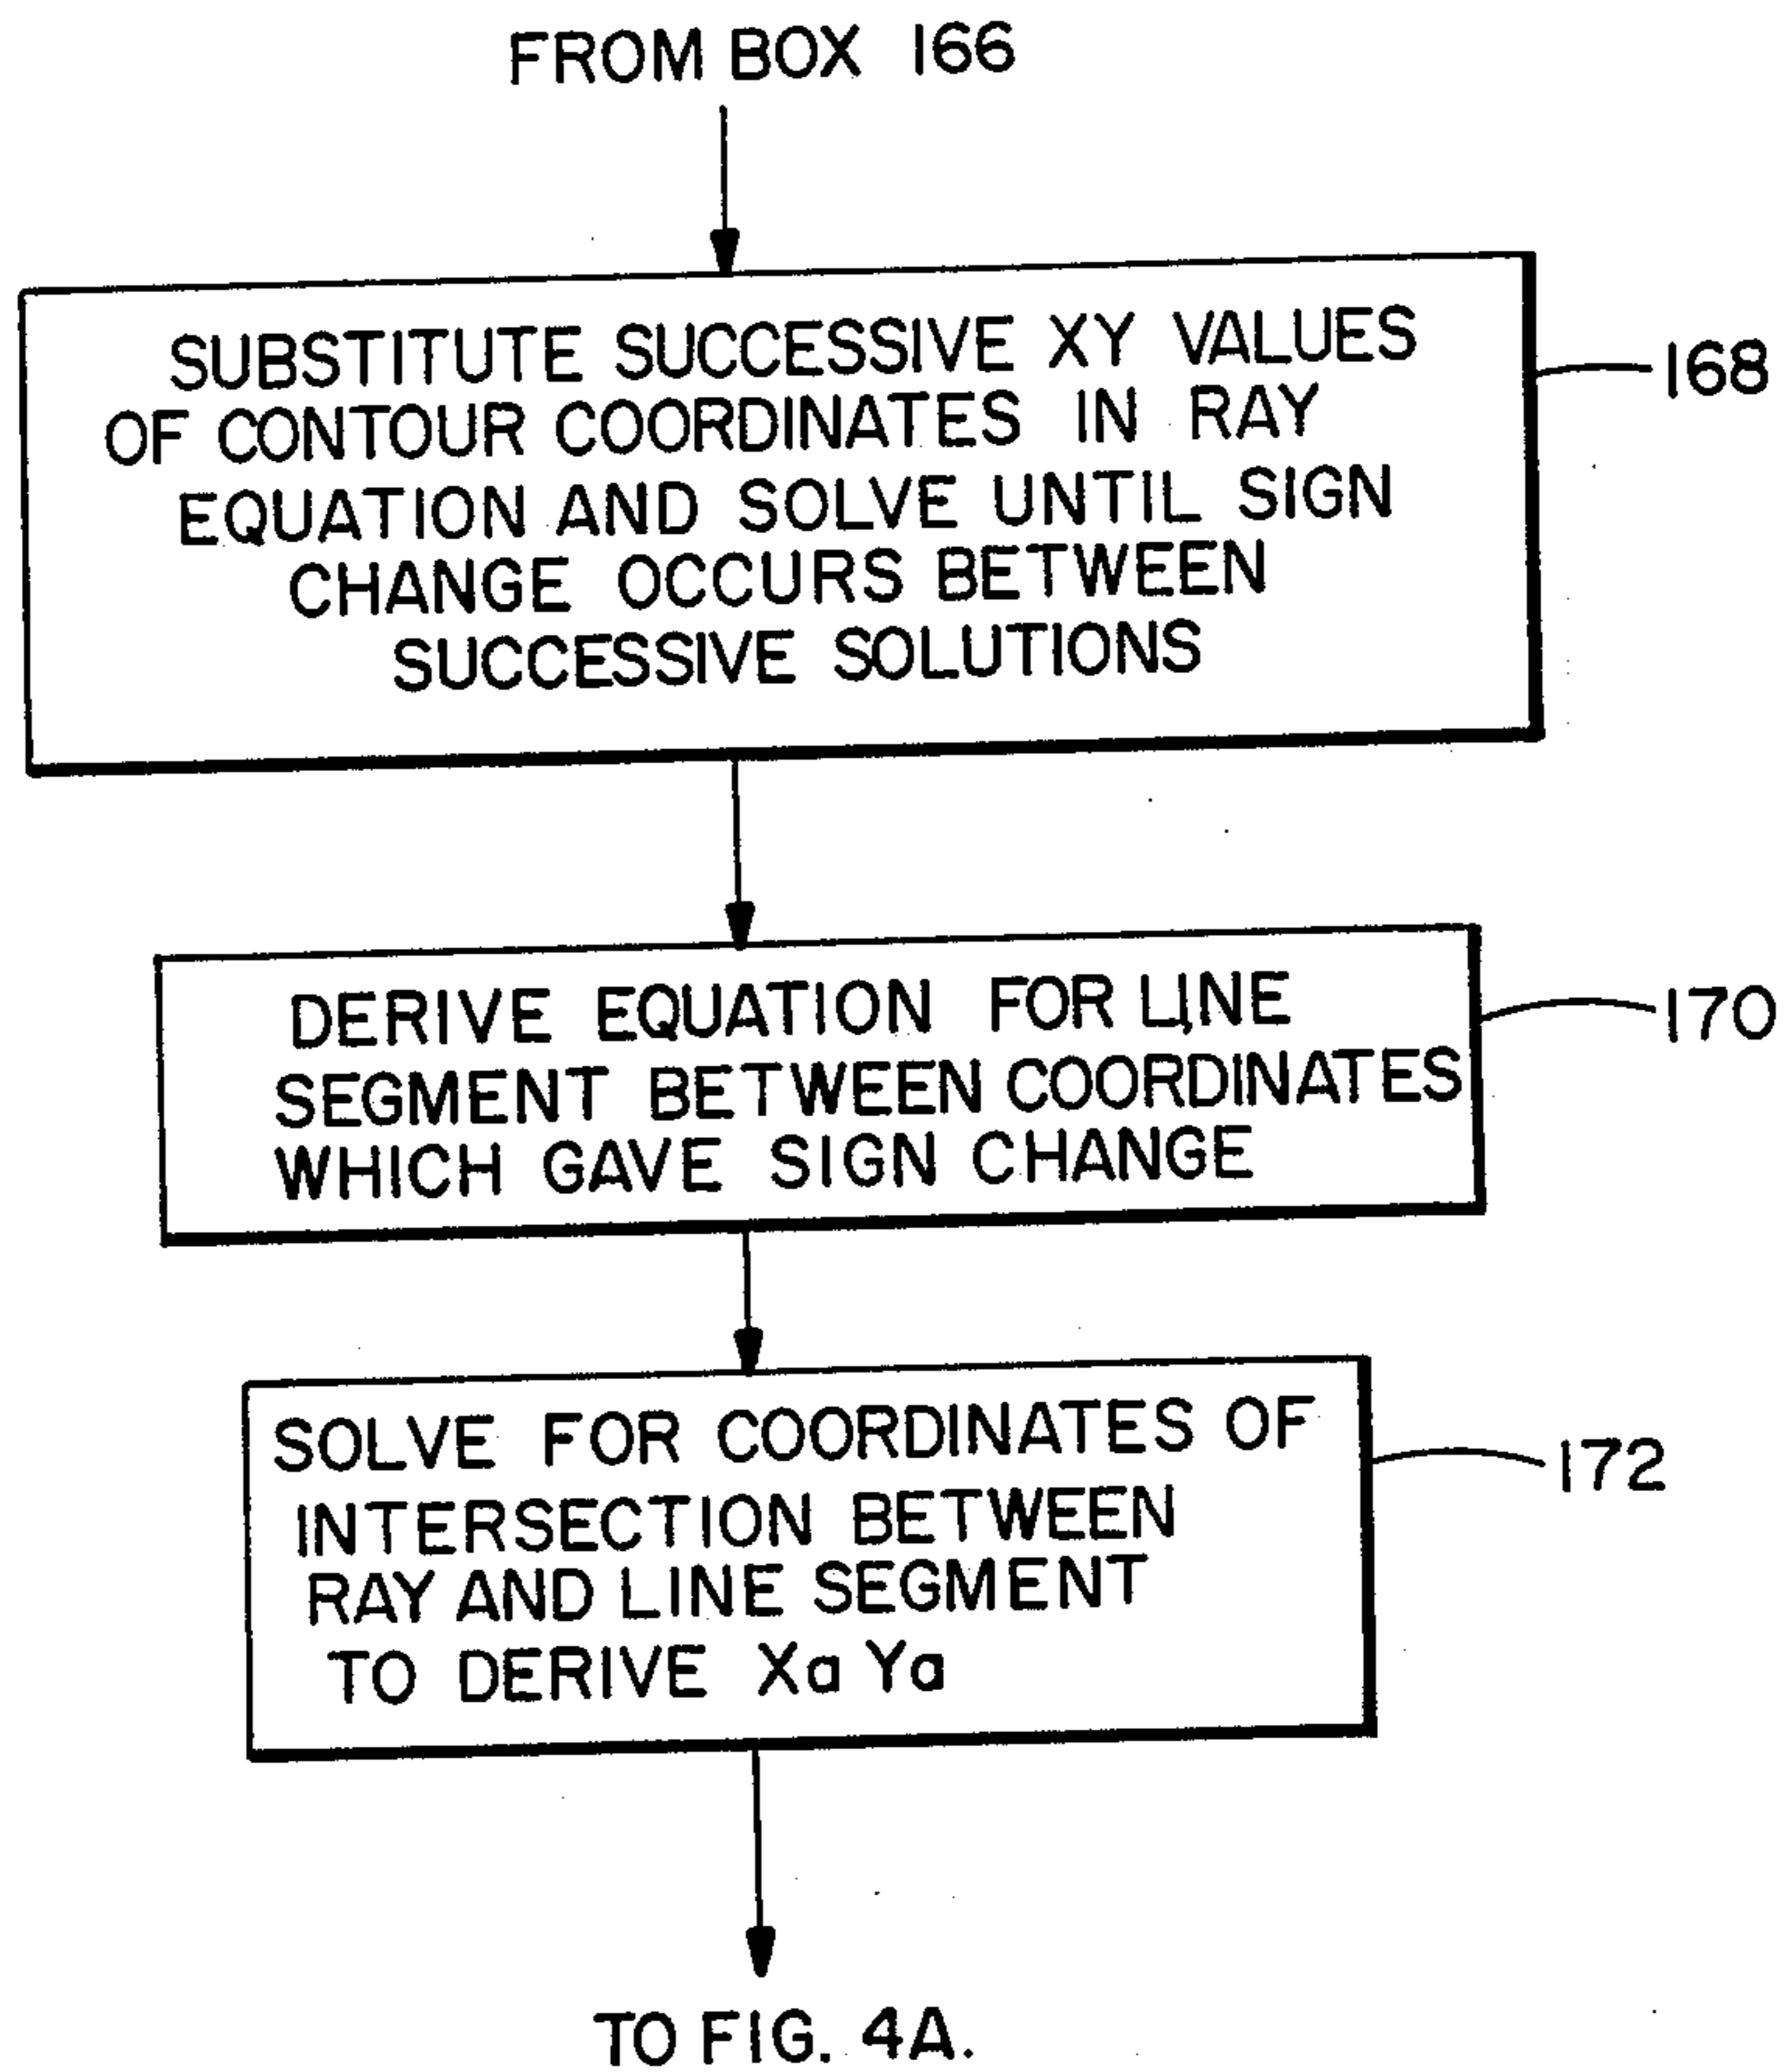 FROM BOX 166
SUBSTITUTE SUCCESSIVE XY VALUES
OF CONTOUR COORDINATES IN RAY
EQUATION AND SOLVE UNTIL SIGN
CHANGE OCCURS BETWEEN
SUCCESSIVE SOLUTIONS
168
DERIVE EQUATION FOR LINE
SEGMENT BETWEEN COORDINATES
WHICH GAVE SIGN CHANGE
170
SOLVE FOR COORDINATES OF
INTERSECTION BETWEEN
RAY AND LINE SEGMENT
TO DERIVE Xa Ya
172
TO FIG. 4A.